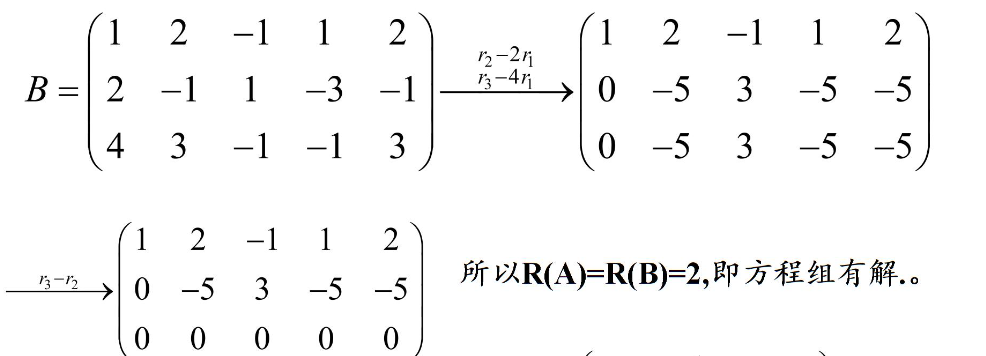 B = ( 1 2 −1 1 2 ; 2 −1 1 −3 −1 ; 4 3 −1 −1 3 ) r₂−2r₁ r₃−4r₁ → ( 1 2 −1 1 2 ; 0 −5 3 −5 −5 ; 0 −5 3 −5 −5 )
r₃−r₂ → ( 1 2 −1 1 2 ; 0 −5 3 −5 −5 ; 0 0 0 0 0 ) 所以R(A)=R(B)=2,即方程组有解.。